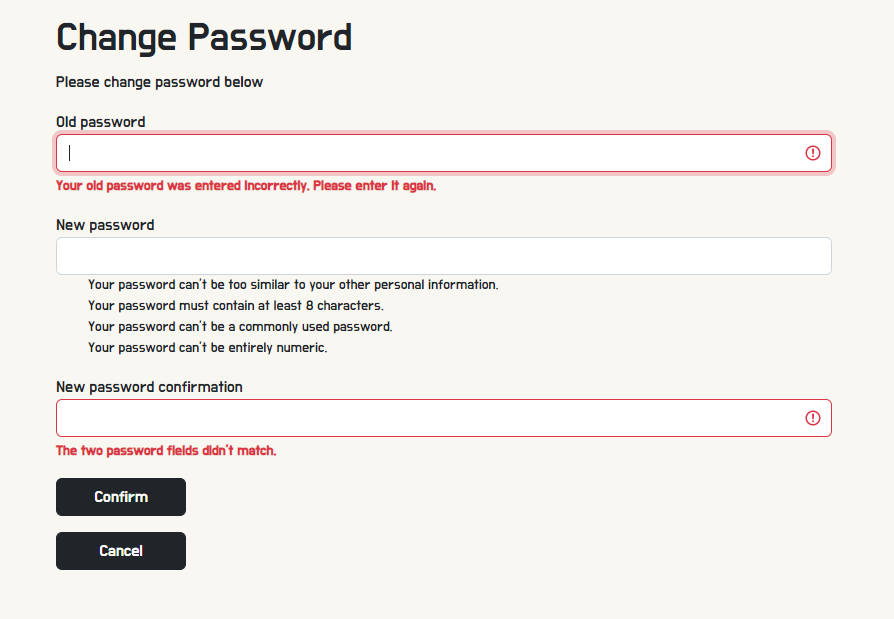 Change Password
Please change password below
Old password
Your old password was entered incorrectly. Please enter it again.
New password
Your password can't be too similar to your other personal information.
Your password must contain at least 8 characters.
Your password can't be a commonly used password.
Your password can't be entirely numeric.
New password confirmation
The two password fields didn't match.
Confirm
Cancel